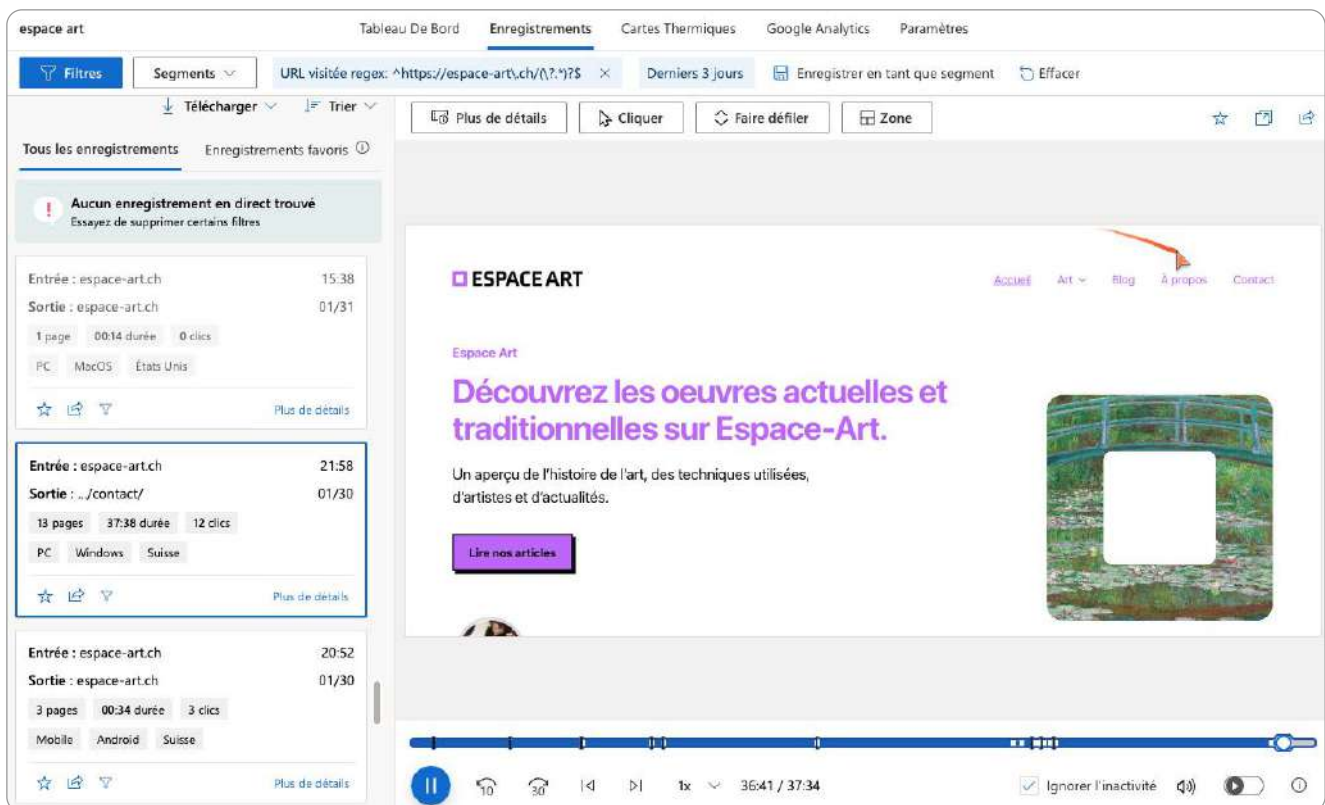 espace art
Tableau De Bord
Enregistrements
Cartes Thermiques
Google Analytics
Paramètres
Filtres
Segments
URL visitée regex: ^https://espace-art\.ch/(\?.*)?$ ×
Derniers 3 jours
Enregistrer en tant que segment
Effacer
Télécharger
Trier
Tous les enregistrements
Enregistrements favoris
Aucun enregistrement en direct trouvé
Essayez de supprimer certains filtres
Entrée : espace-art.ch 15:38
Sortie : espace-art.ch 01/31
1 page 00:14 durée 0 clics
PC MacOS États Unis
Plus de détails
Entrée : espace-art.ch 21:58
Sortie : .../contact/ 01/30
13 pages 37:38 durée 12 clics
PC Windows Suisse
Plus de détails
Entrée : espace-art.ch 20:52
Sortie : espace-art.ch 01/30
3 pages 00:34 durée 3 clics
Mobile Android Suisse
Plus de détails
Plus de détails
Cliquer
Faire défiler
Zone
ESPACE ART
Accueil
Art
Blog
À propos
Contact
Espace Art
Découvrez les oeuvres actuelles et
traditionnelles sur Espace-Art.
Un aperçu de l'histoire de l'art, des techniques utilisées,
d'artistes et d'actualités.
Lire nos articles
10
30
1x
36:41 / 37:34
Ignorer l'inactivité